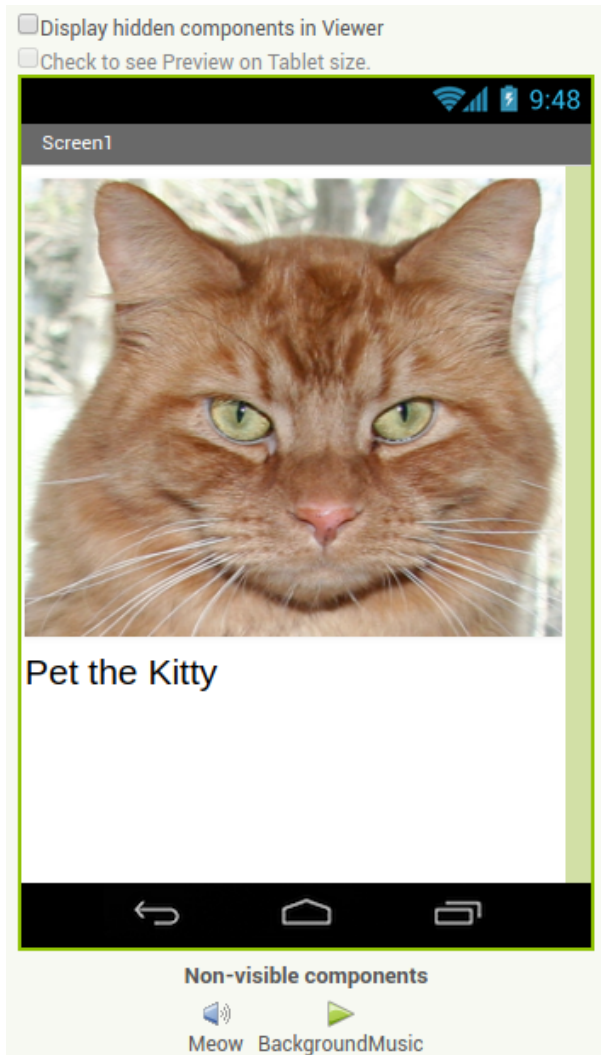 Display hidden components in Viewer
Check to see Preview on Tablet size.
9:48
Screen1
Pet the Kitty
Non-visible components
Meow BackgroundMusic